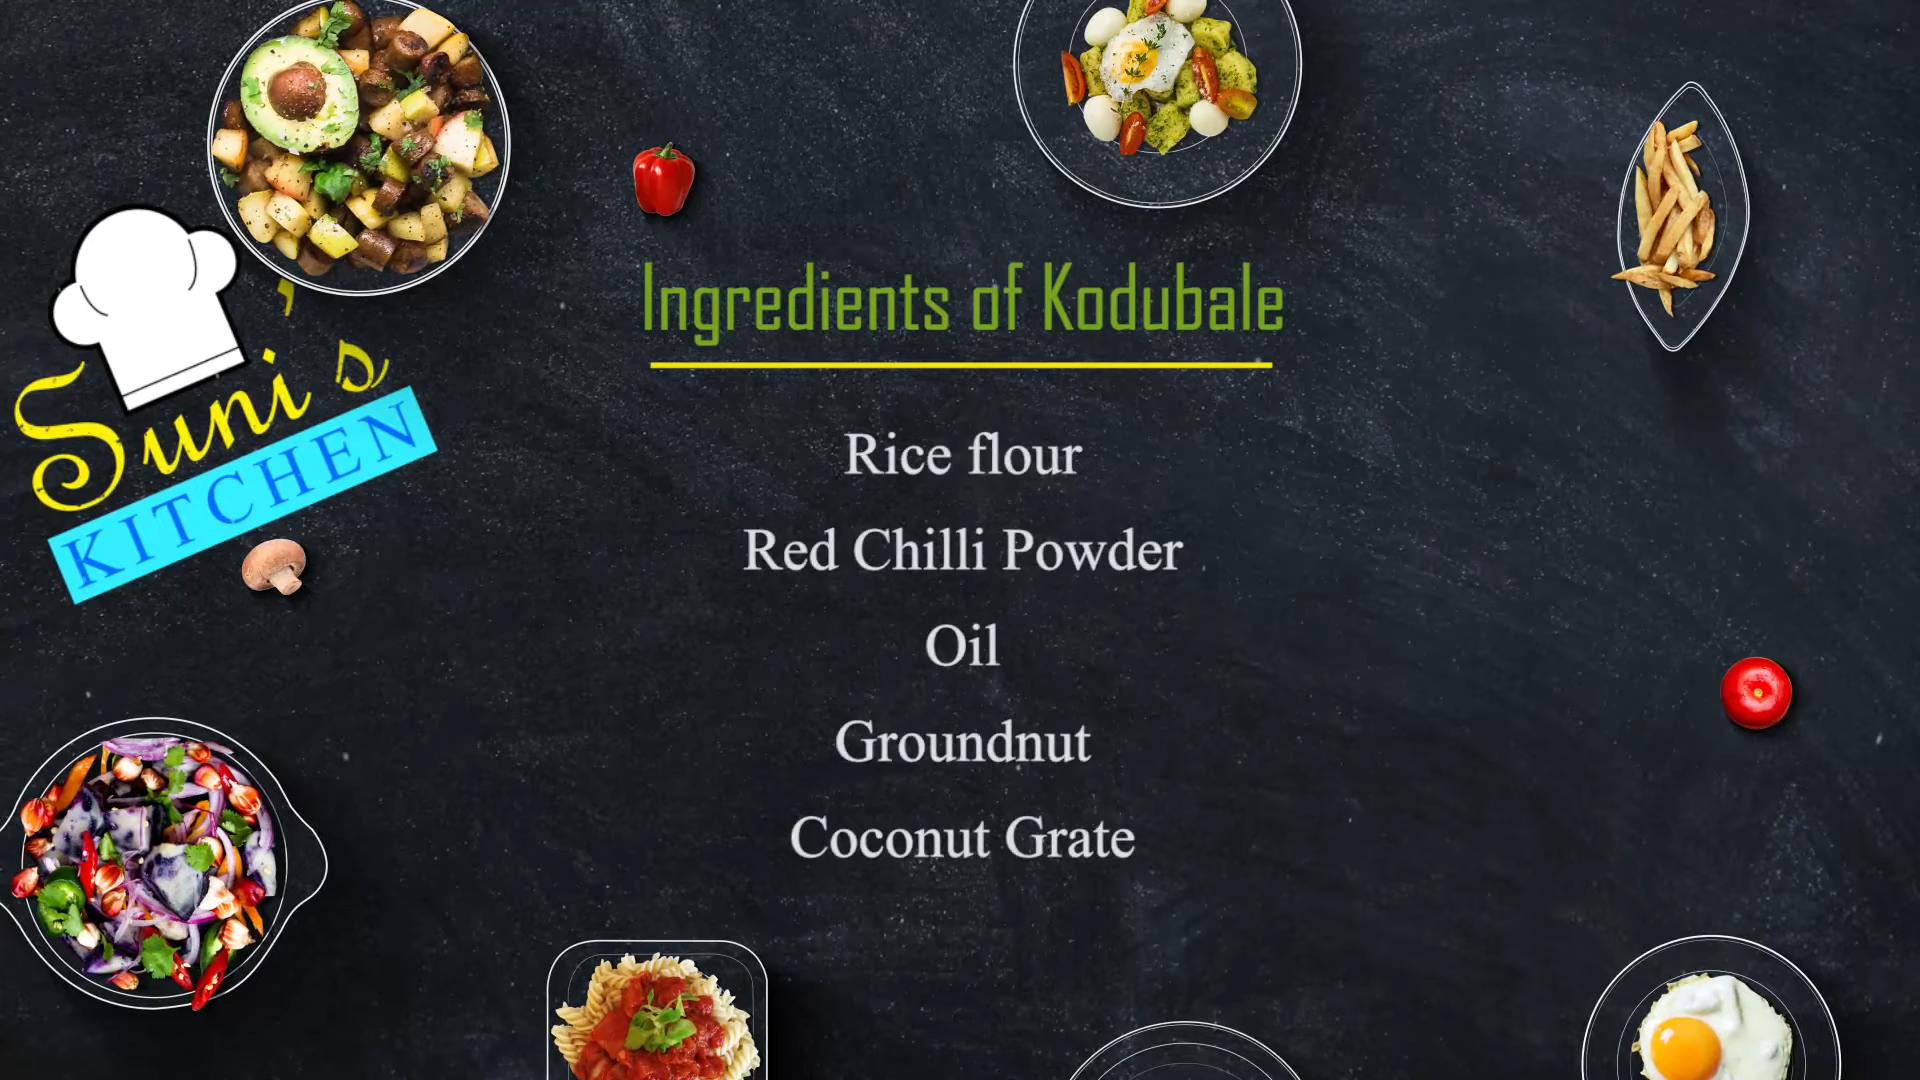 Suni's
KITCHEN
Ingredients of Kodubale
Rice flour
Red Chilli Powder
Oil
Groundnut
Coconut Grate